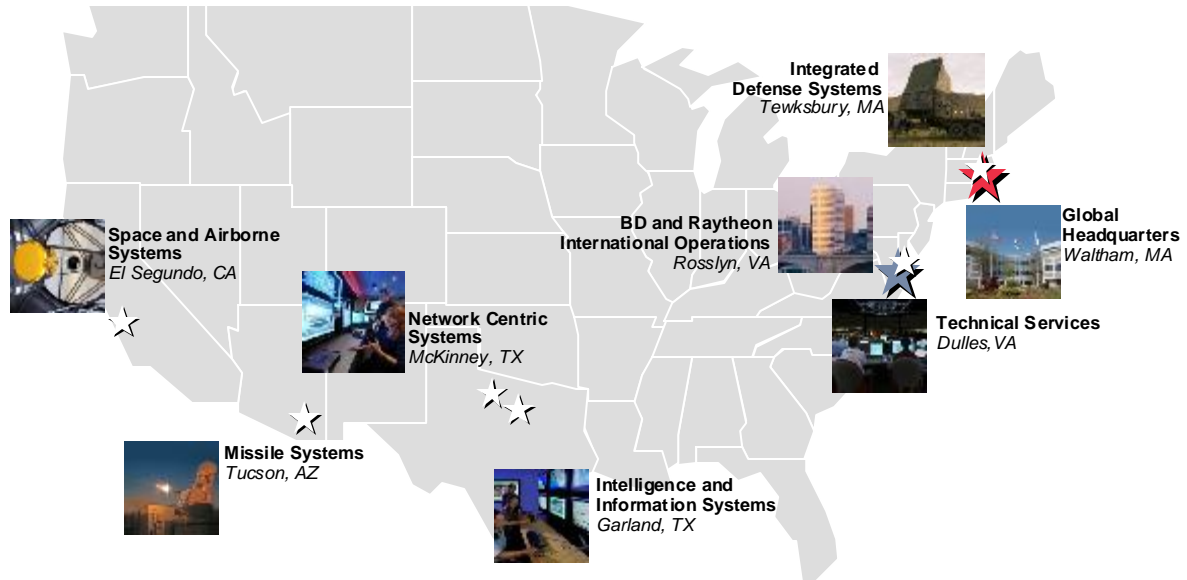 Integrated
Defense Systems
Tewksbury, MA
BD and Raytheon
International Operations
Rosslyn, VA
Global
Headquarters
Waltham, MA
Space and Airborne
Systems
El Segundo, CA
Network Centric
Systems
McKinney, TX
Technical Services
Dulles,VA
Missile Systems
Tucson, AZ
Intelligence and
Information Systems
Garland, TX